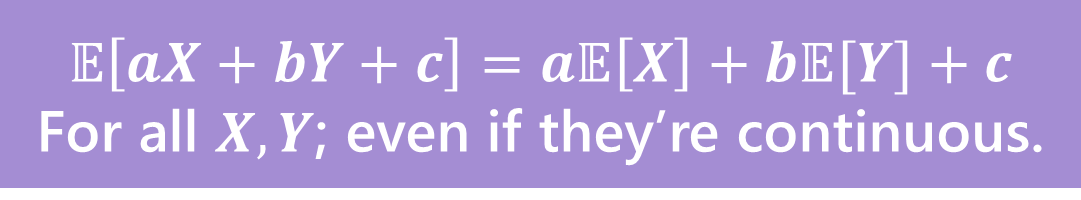 𝔼[aX + bY + c] = a𝔼[X] + b𝔼[Y] + c
For all X, Y; even if they’re continuous.